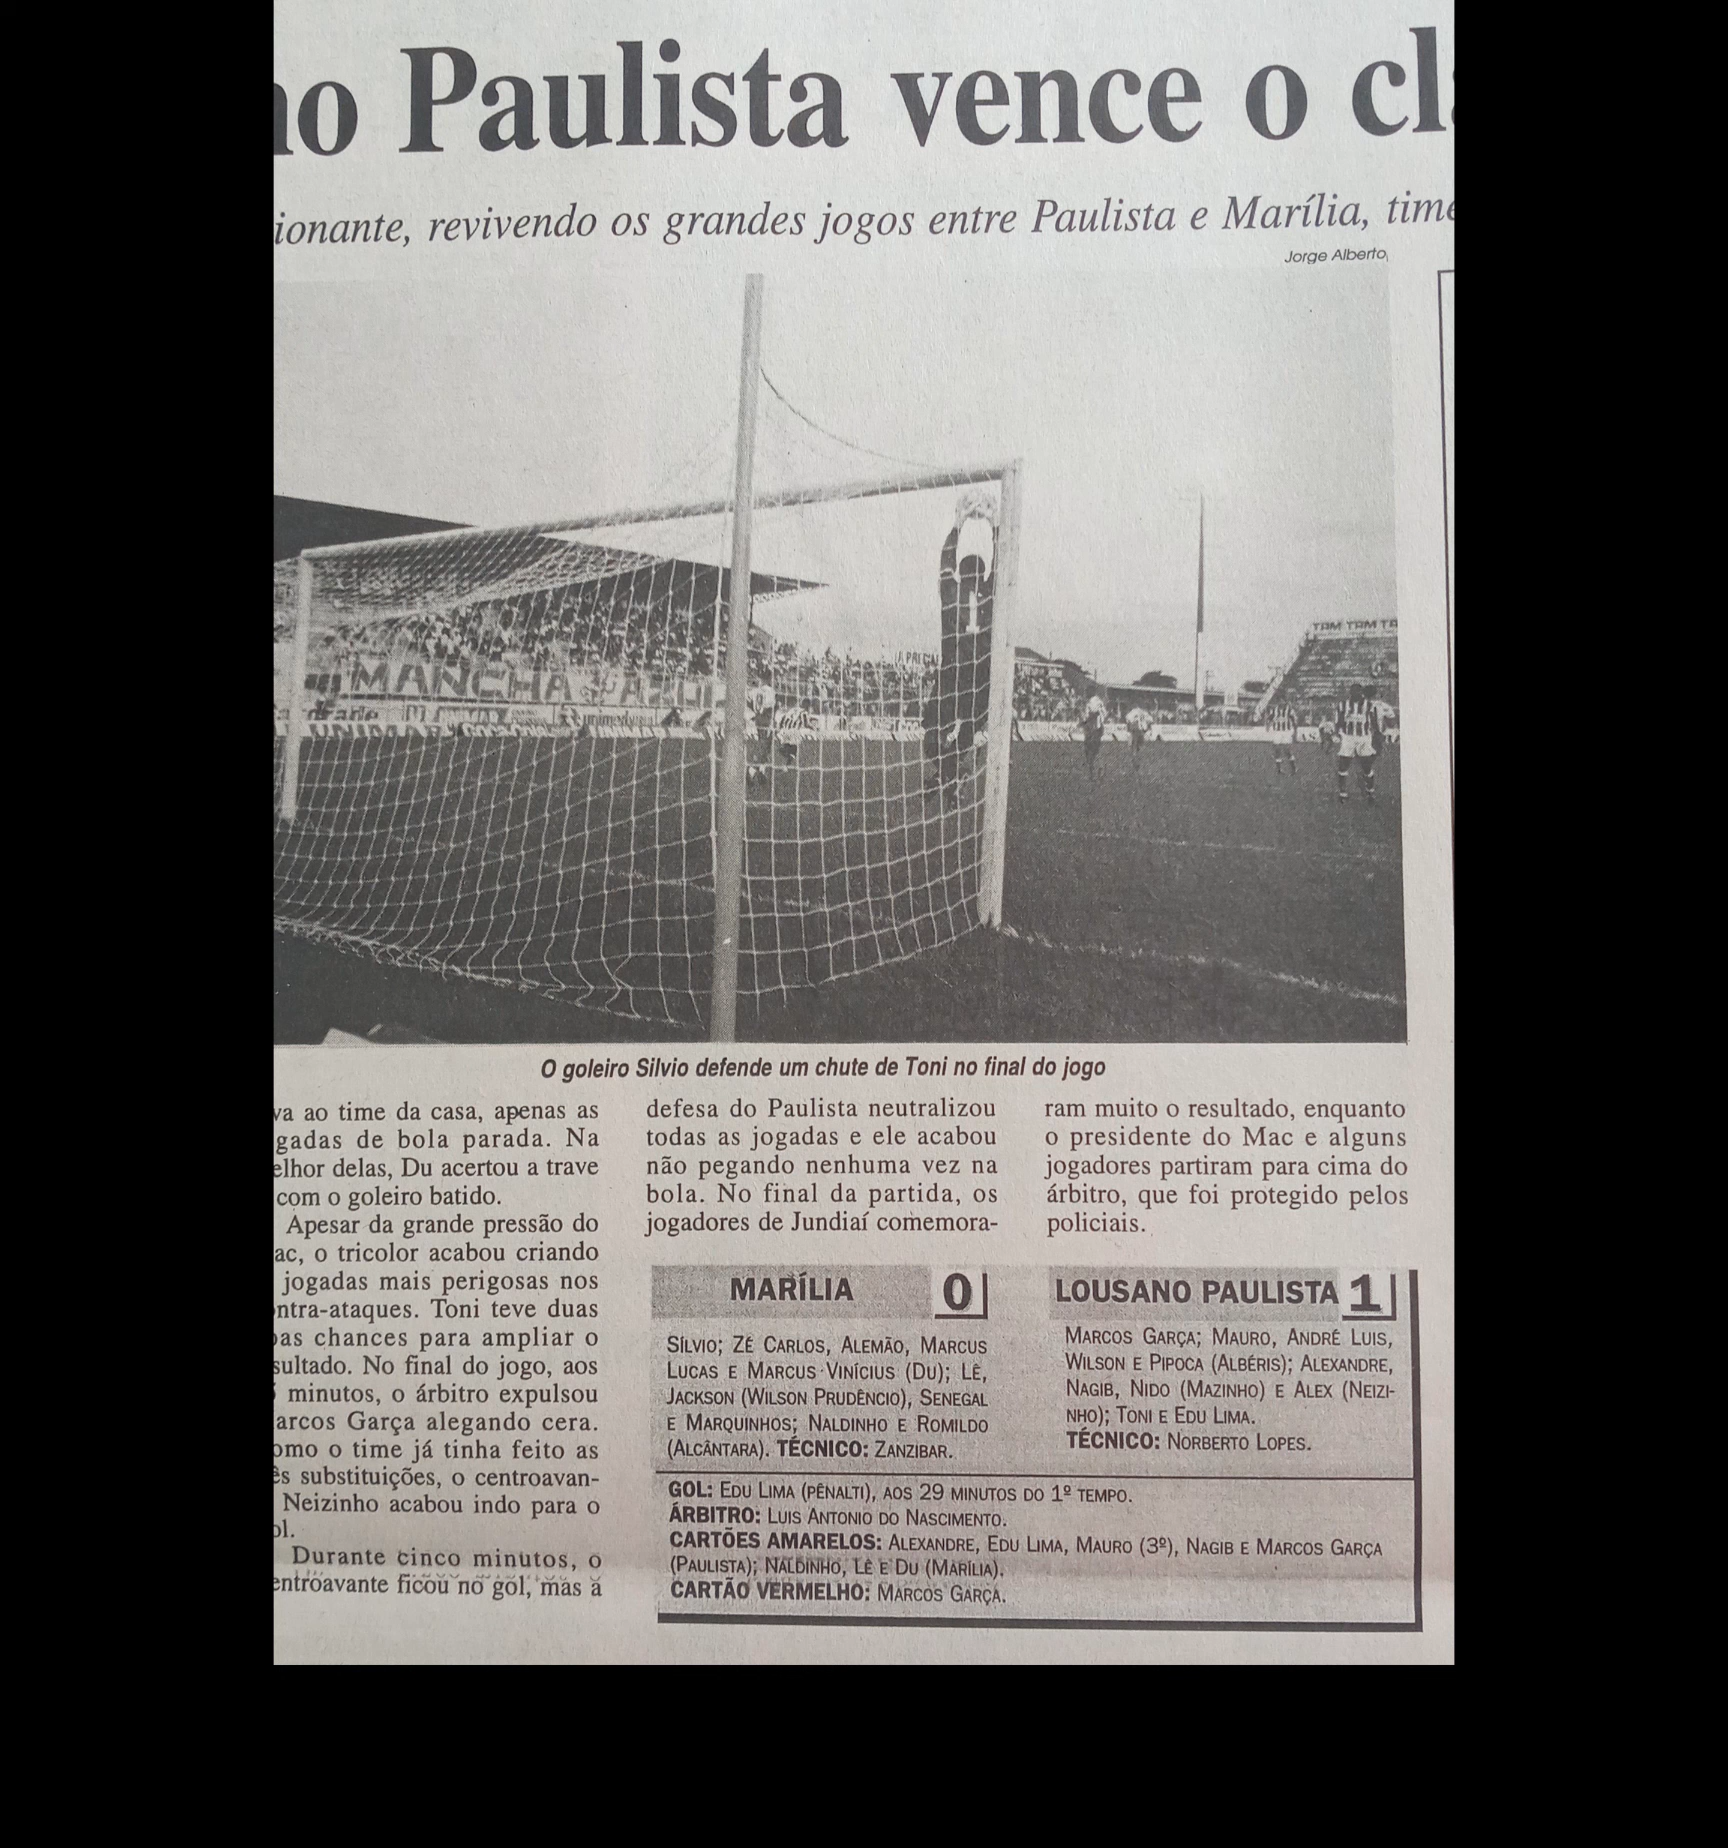 no Paulista vence o cl
ionante, revivendo os grandes jogos entre Paulista e Marília, time
Jorge Alberto
MANCHA AZUL
UNIMAR
TAM TAM TA
1
O goleiro Silvio defende um chute de Toni no final do jogo
va ao time da casa, apenas as
gadas de bola parada. Na
elhor delas, Du acertou a trave
com o goleiro batido.
Apesar da grande pressão do
ac, o tricolor acabou criando
jogadas mais perigosas nos
ntra-ataques. Toni teve duas
oas chances para ampliar o
sultado. No final do jogo, aos
minutos, o árbitro expulsou
arcos Garça alegando cera.
omo o time já tinha feito as
ês substituições, o centroavan-
Neizinho acabou indo para o
ol.
Durante cinco minutos, o
entroavante ficou no gol, mas a
defesa do Paulista neutralizou
todas as jogadas e ele acabou
não pegando nenhuma vez na
bola. No final da partida, os
jogadores de Jundiaí comemora-
ram muito o resultado, enquanto
o presidente do Mac e alguns
jogadores partiram para cima do
árbitro, que foi protegido pelos
policiais.
MARÍLIA 0
SÍLVIO; ZÉ CARLOS, ALEMÃO, MARCUS
LUCAS E MARCUS VINÍCIUS (DU); LÊ,
JACKSON (WILSON PRUDÊNCIO), SENEGAL
E MARQUINHOS; NALDINHO E ROMILDO
(ALCÂNTARA). TÉCNICO: ZANZIBAR.
LOUSANO PAULISTA 1
MARCOS GARÇA; MAURO, ANDRÉ LUIS,
WILSON E PIPOCA (ALBÉRIS); ALEXANDRE,
NAGIB, NIDO (MAZINHO) E ALEX (NEIZI-
NHO); TONI E EDU LIMA.
TÉCNICO: NORBERTO LOPES.
GOL: EDU LIMA (PÊNALTI), AOS 29 MINUTOS DO 1º TEMPO.
ÁRBITRO: LUIS ANTONIO DO NASCIMENTO.
CARTÕES AMARELOS: ALEXANDRE, EDU LIMA, MAURO (3º), NAGIB E MARCOS GARÇA
(PAULISTA); NALDINHO, LÊ E DU (MARÍLIA).
CARTÃO VERMELHO: MARCOS GARÇA.